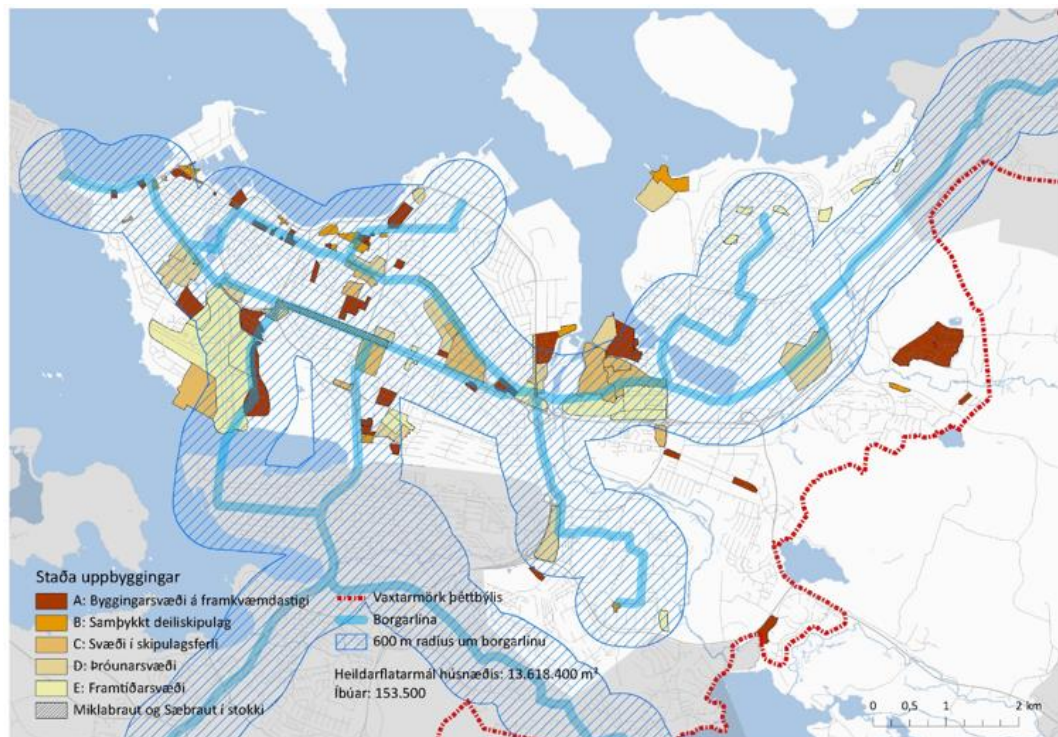 Staða uppbyggingar
A: Byggingarsvæði á framkvæmdastigi
B: Samþykkt deiliskipulag
C: Svæði í skipulagsferli
D: Þróunarsvæði
E: Framtíðarsvæði
Miklabraut og Sæbraut í stokki
Vaxtarmörk þéttbýlis
Borgarlína
600 m radíus um borgarlínu
Heildarflatarmál húsnæðis: 13.618.400 m²
Íbúar: 153.500
0 0,5 1 2 km